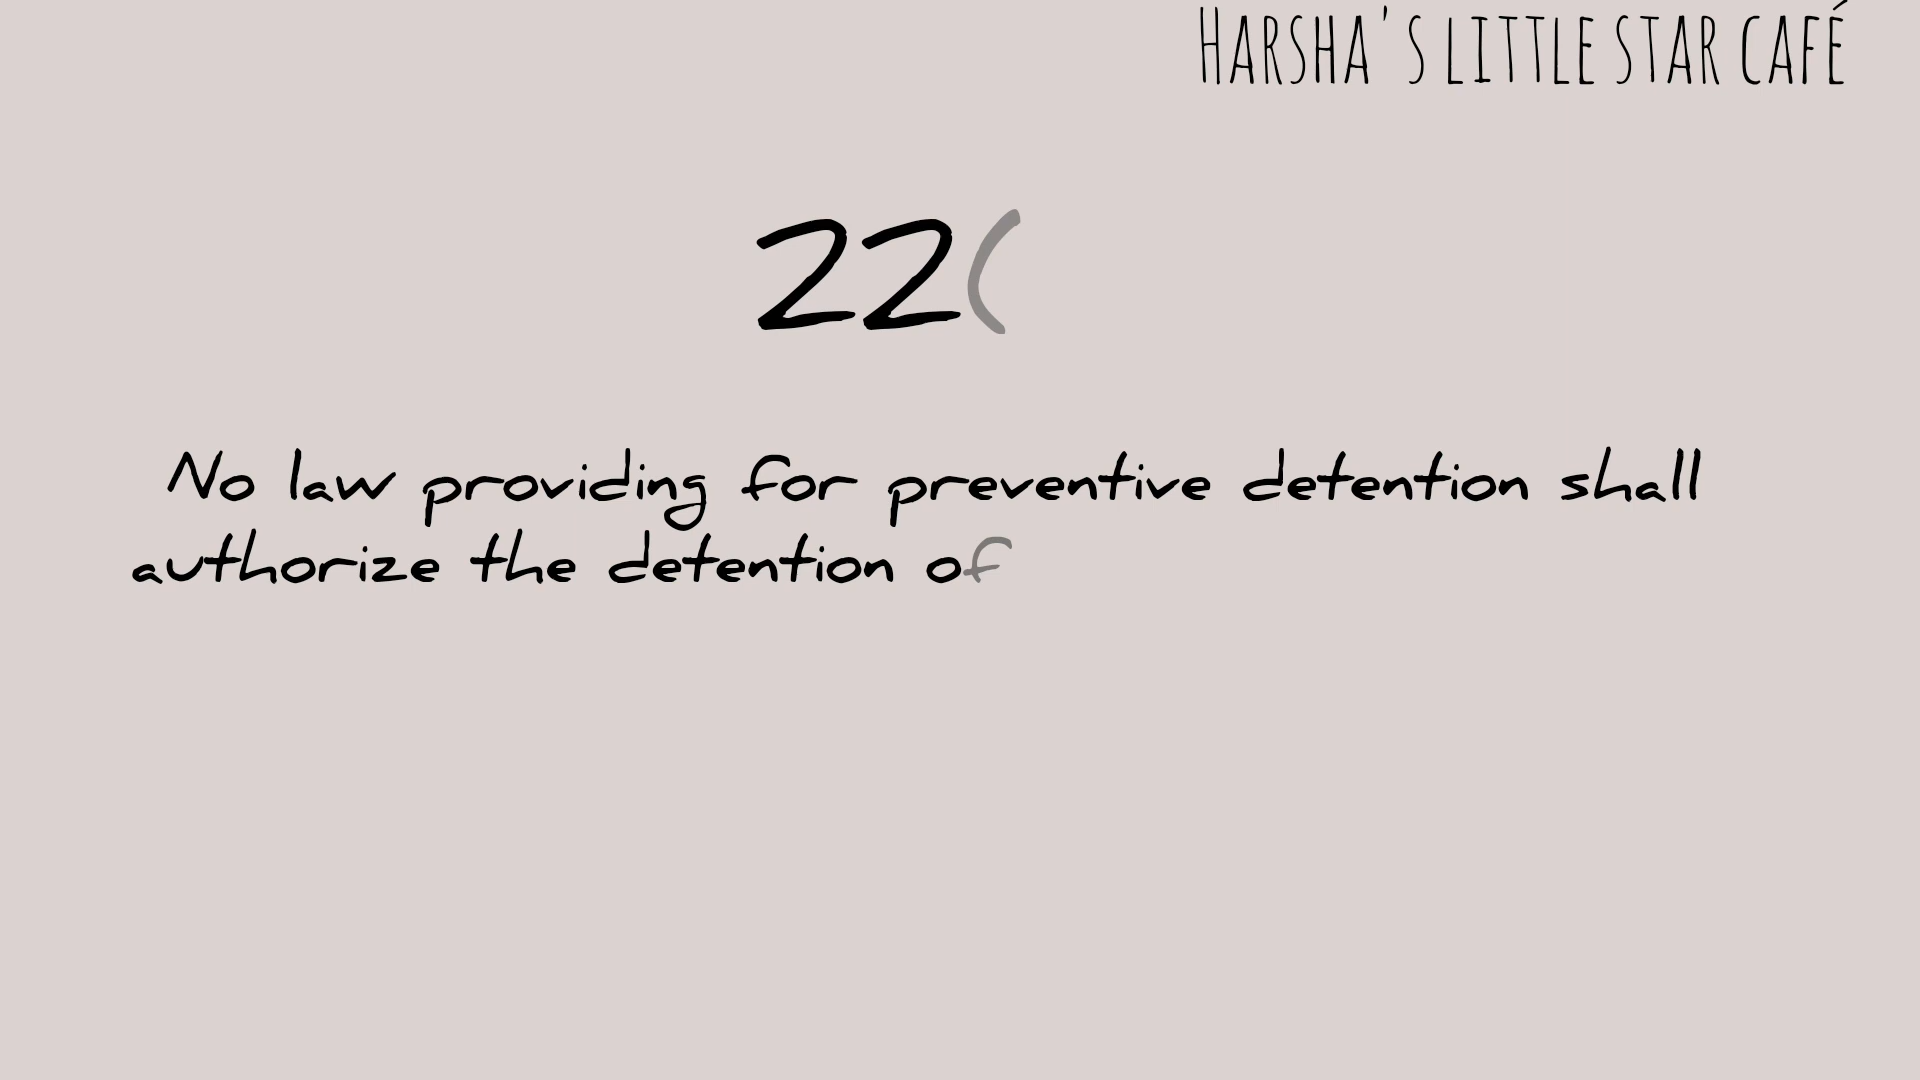 HARSHA'S LITTLE STAR CAFÉ
22(
No law providing for preventive detention shall
authorize the detention of